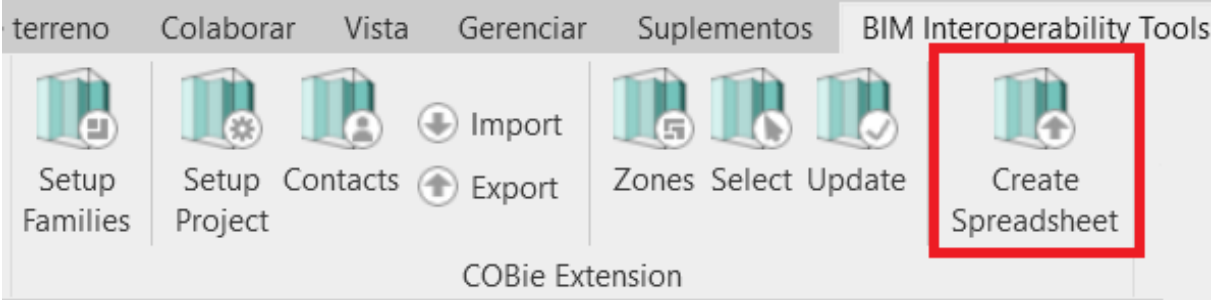 terreno Colaborar Vista Gerenciar Suplementos BIM Interoperability Tools
Setup Families
Setup Project
Contacts
Import
Export
Zones
Select
Update
Create Spreadsheet
COBie Extension